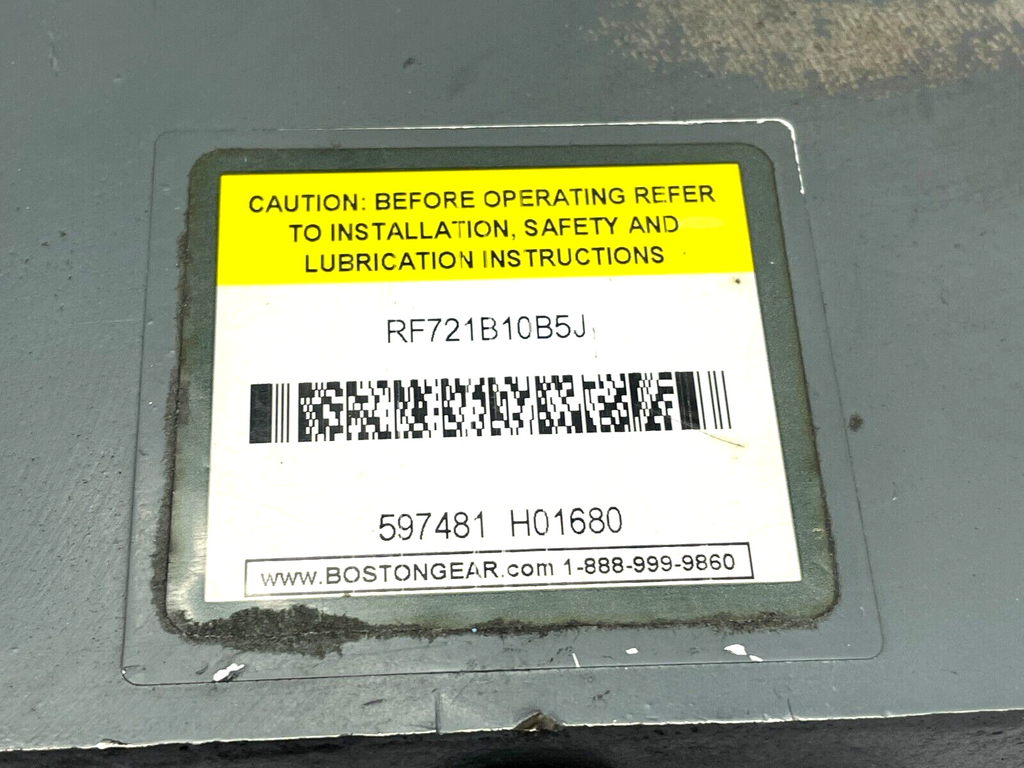 CAUTION: BEFORE OPERATING REFER
TO INSTALLATION, SAFETY AND
LUBRICATION INSTRUCTIONS
RF721B10B5J
597481 H01680
www.BOSTONGEAR.com 1-888-999-9860